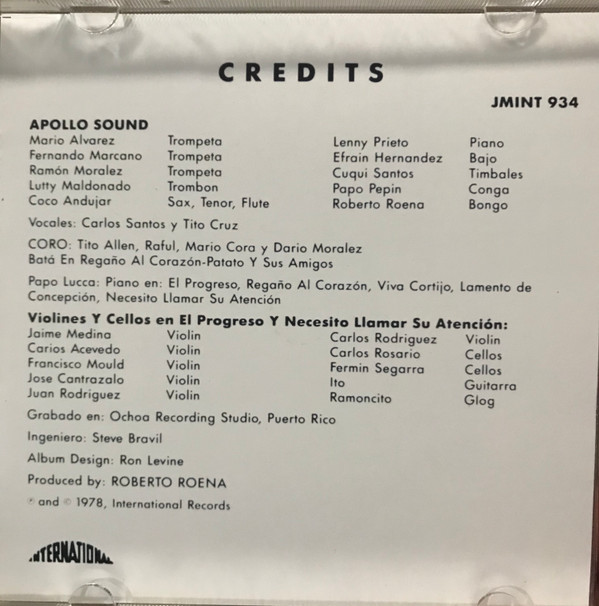 CREDITS
JMINT 934
APOLLO SOUND
Mario Alvarez Trompeta Lenny Prieto Piano
Fernando Marcano Trompeta Efrain Hernandez Bajo
Ramón Moralez Trompeta Cuqui Santos Timbales
Lutty Maldonado Trombon Papo Pepin Conga
Coco Andujar Sax, Tenor, Flute Roberto Roena Bongo
Vocales: Carlos Santos y Tito Cruz
CORO: Tito Allen, Raful, Mario Cora y Dario Moralez
Batá En Regaño Al Corazón-Patato Y Sus Amigos
Papo Lucca: Piano en: El Progreso, Regaño Al Corazón, Viva Cortijo, Lamento de
Concepción, Necesito Llamar Su Atención
Violines Y Cellos en El Progreso Y Necesito Llamar Su Atención:
Jaime Medina Violin Carlos Rodriguez Violin
Carios Acevedo Violin Carlos Rosario Cellos
Francisco Mould Violin Fermin Segarra Cellos
Jose Cantrazalo Violin Ito Guitarra
Juan Rodriguez Violin Ramoncito Glog
Grabado en: Ochoa Recording Studio, Puerto Rico
Ingeniero: Steve Bravil
Album Design: Ron Levine
Produced by: ROBERTO ROENA
℗ and © 1978, International Records
INTERNATIONAL